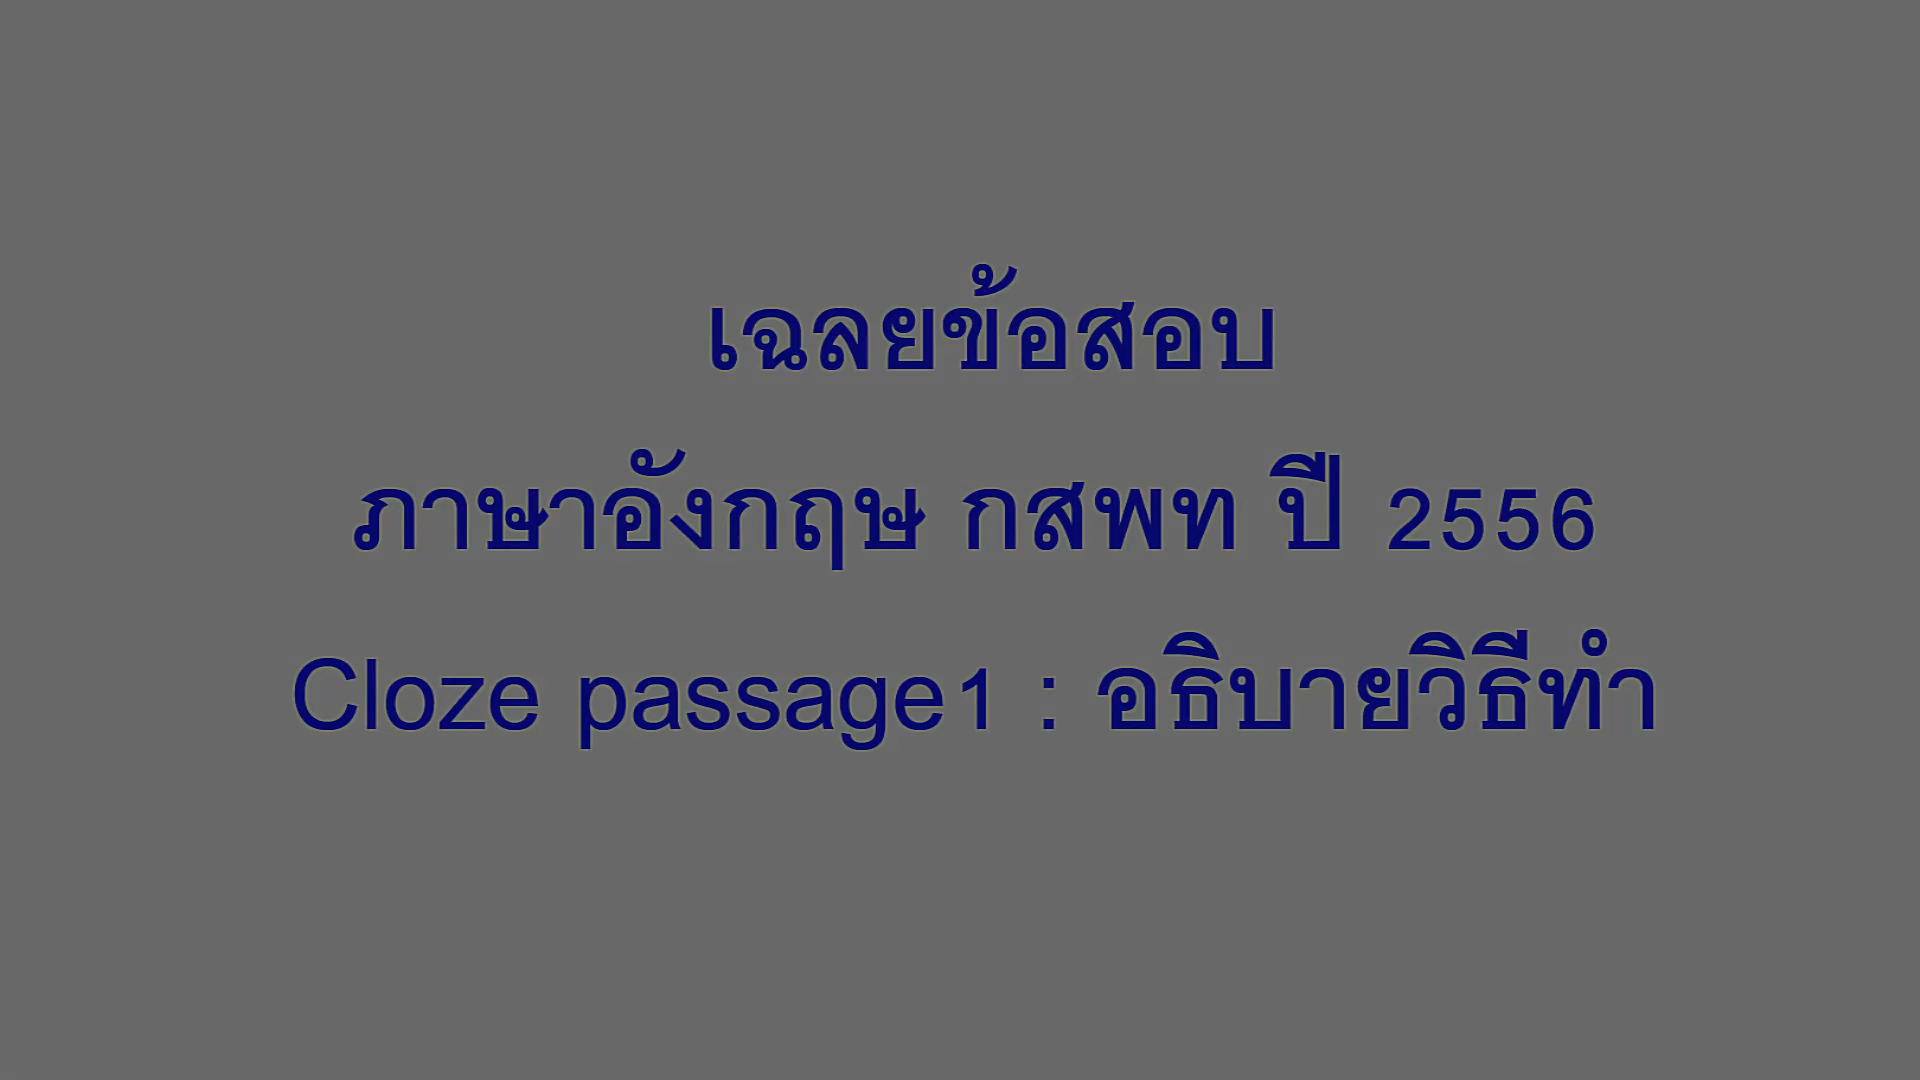 เฉลยข้อสอบ
ภาษาอังกฤษ กสพท ปี 2556
Cloze passage1 : อธิบายวิธีทำ